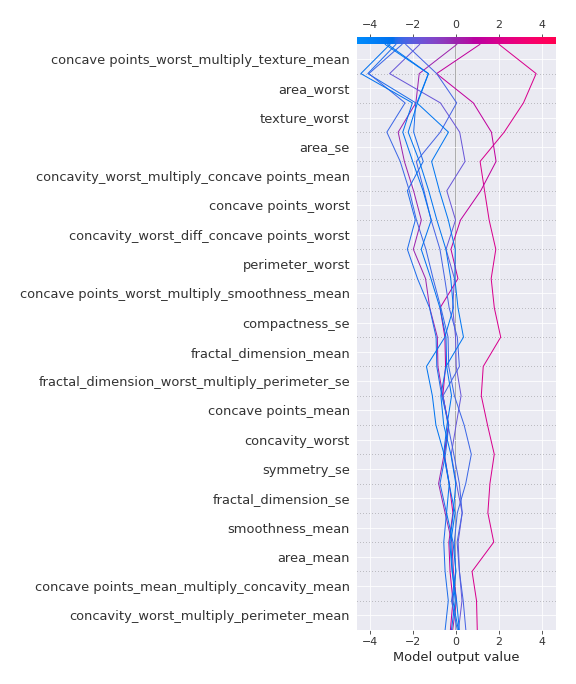 −4 −2 0 2 4
concave points_worst_multiply_texture_mean
area_worst
texture_worst
area_se
concavity_worst_multiply_concave points_mean
concave points_worst
concavity_worst_diff_concave points_worst
perimeter_worst
concave points_worst_multiply_smoothness_mean
compactness_se
fractal_dimension_mean
fractal_dimension_worst_multiply_perimeter_se
concave points_mean
concavity_worst
symmetry_se
fractal_dimension_se
smoothness_mean
area_mean
concave points_mean_multiply_concavity_mean
concavity_worst_multiply_perimeter_mean
−4 −2 0 2 4
Model output value